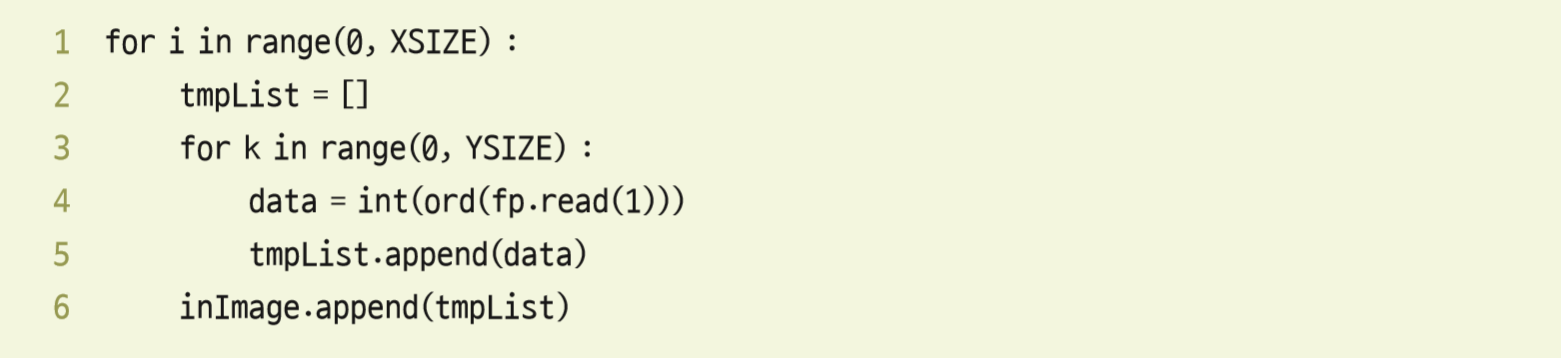 1 for i in range(0, XSIZE) :
2 tmpList = []
3 for k in range(0, YSIZE) :
4 data = int(ord(fp.read(1)))
5 tmpList.append(data)
6 inImage.append(tmpList)